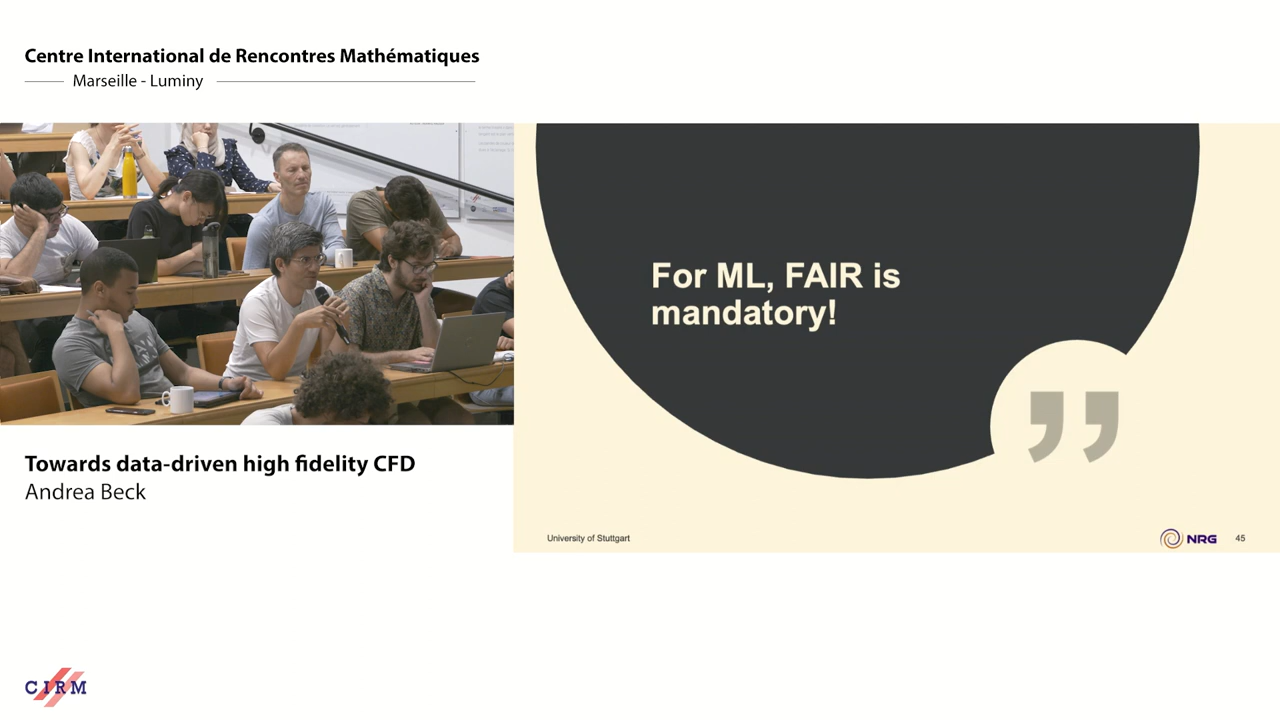 Centre International de Rencontres Mathématiques
Marseille - Luminy
For ML, FAIR is
mandatory!
Towards data-driven high fidelity CFD
Andrea Beck
University of Stuttgart
NRG
45
CIRM